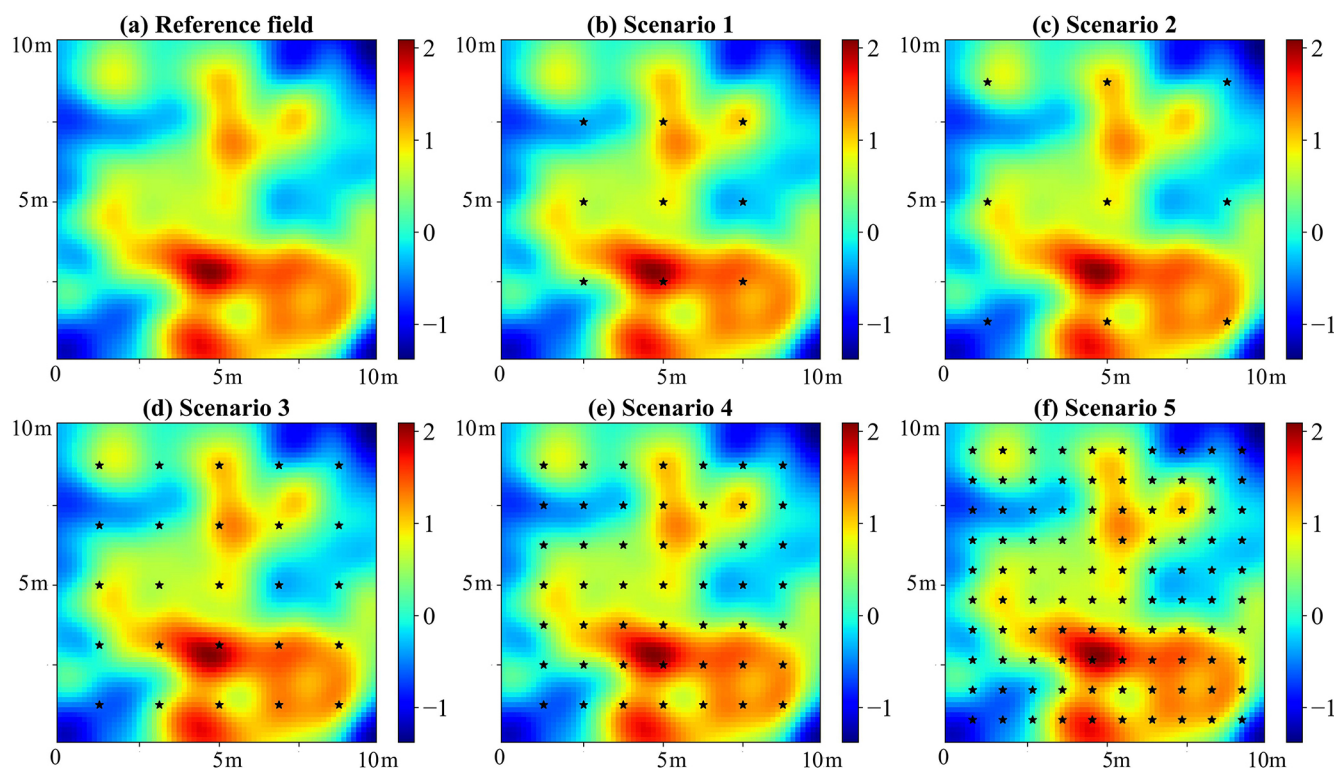 (a) Reference field
(b) Scenario 1
(c) Scenario 2
10m
5m
0
5m
10m
2
1
0
−1
10m
5m
0
5m
10m
2
1
0
−1
10m
5m
0
5m
10m
2
1
0
−1
(d) Scenario 3
(e) Scenario 4
(f) Scenario 5
10m
5m
0
5m
10m
2
1
0
−1
10m
5m
0
5m
10m
2
1
0
−1
10m
5m
0
5m
10m
2
1
0
−1